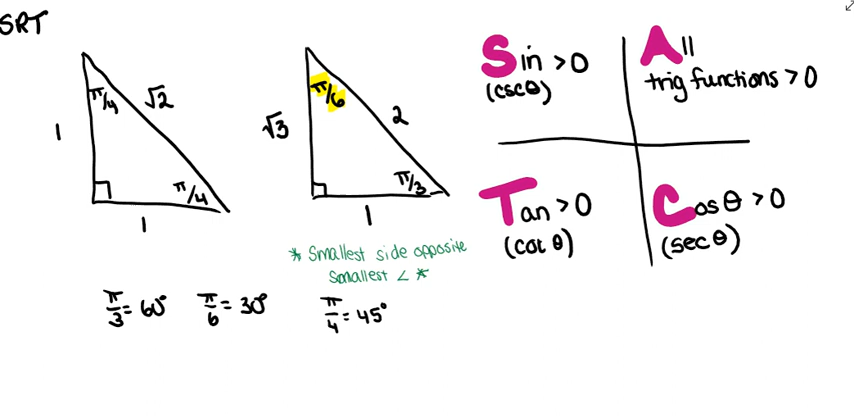 SRT
π/4
√2
1
π/4
1
π/6
√3
2
π/3
1
* Smallest side opposite
smallest ∠ *
π/3 = 60° π/6 = 30° π/4 = 45°
Sin > 0
(cscθ)
All
trig functions > 0
Tan > 0
(cot θ)
Cos θ > 0
(sec θ)